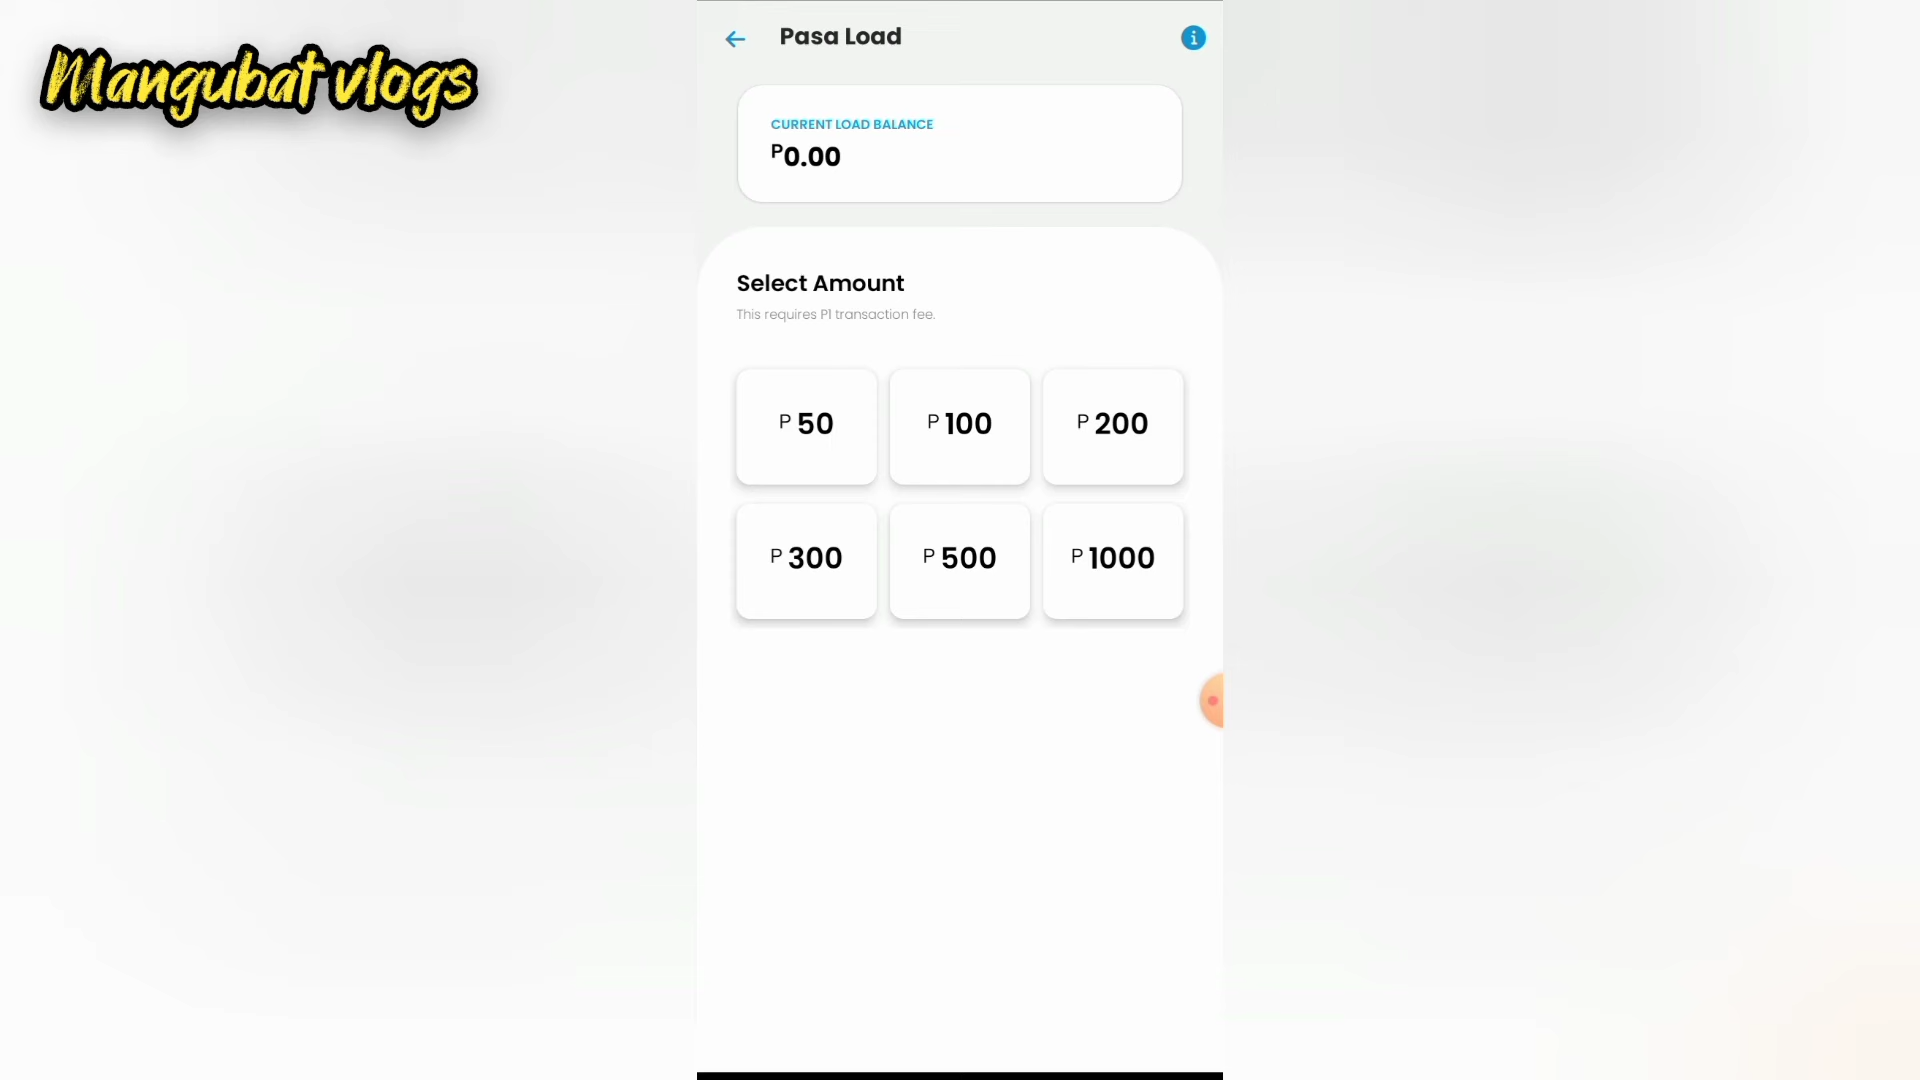 Mangubat vlogs
Pasa Load
i
CURRENT LOAD BALANCE
P0.00
Select Amount
This requires P1 transaction fee.
P 50
P 100
P 200
P 300
P 500
P 1000